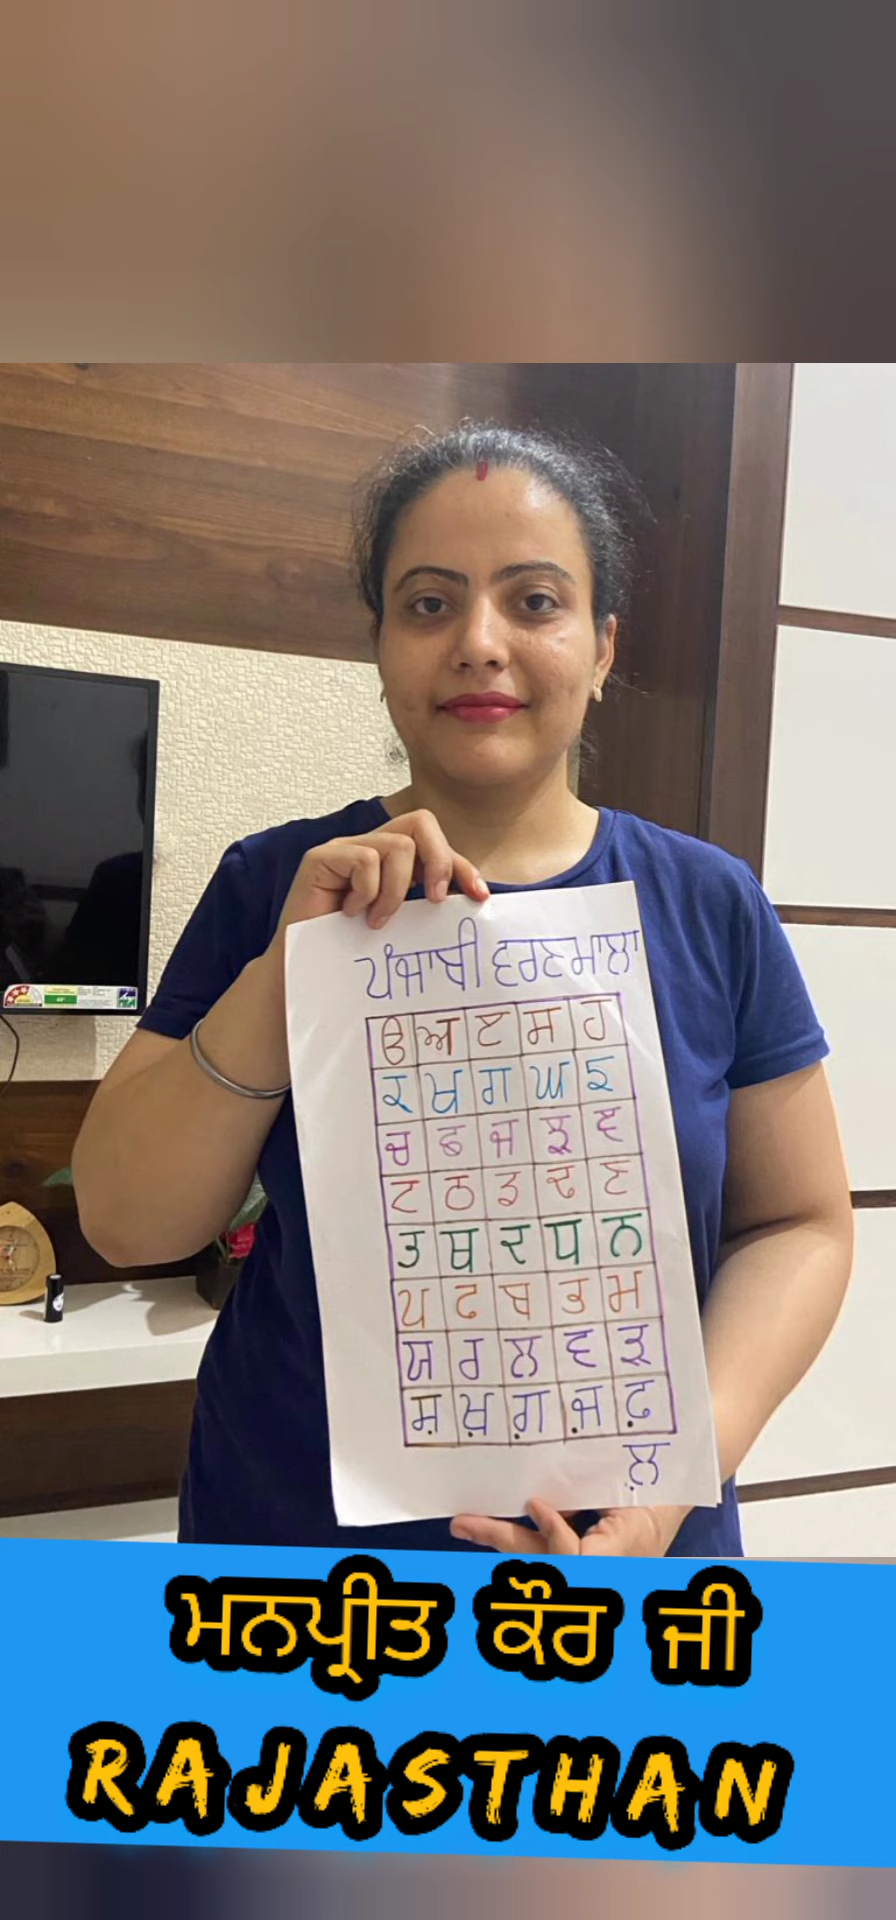 ਪੰਜਾਬੀ ਵਰਣਮਾਲਾ
ੳ ਅ ੲ ਸ ਹ
ਕ ਖ ਗ ਘ ਙ
ਚ ਛ ਜ ਝ ਞ
ਟ ਠ ਡ ਢ ਣ
ਤ ਥ ਦ ਧ ਨ
ਪ ਫ ਬ ਭ ਮ
ਯ ਰ ਲ ਵ ੜ
ਸ਼ ਖ਼ ਗ਼ ਜ਼ ਫ਼
ਲ਼
ਮਨਪ੍ਰੀਤ ਕੌਰ ਜੀ
RAJASTHAN